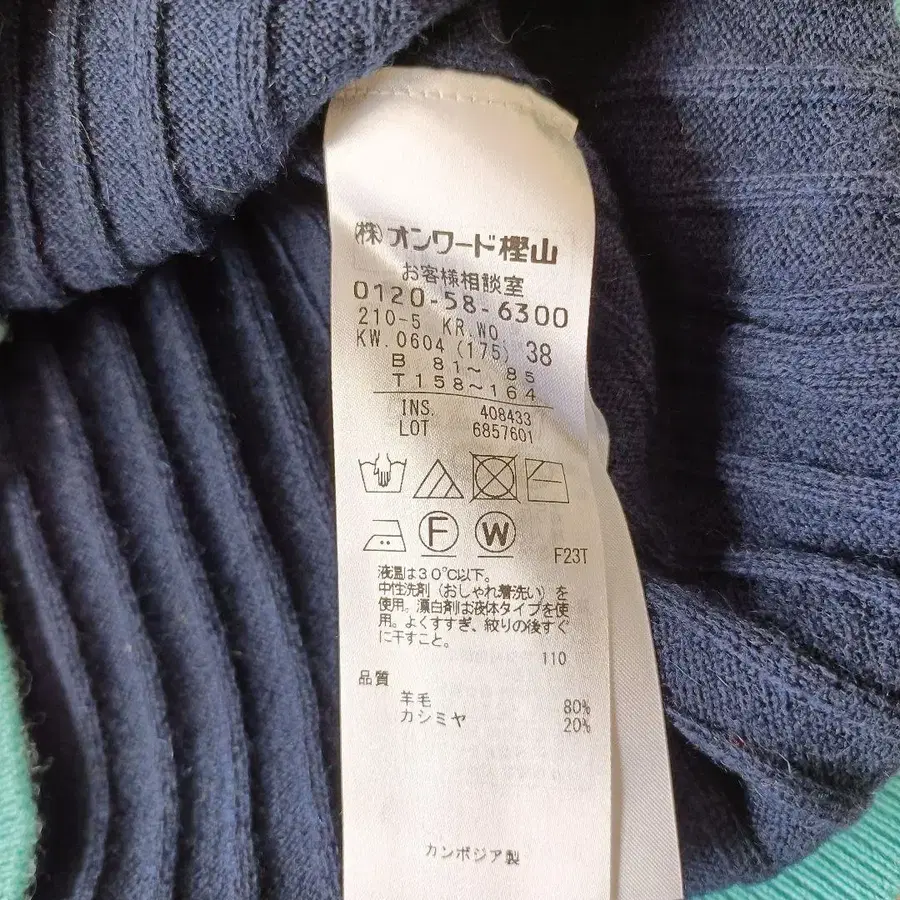 (株)オンワード樫山
お客様相談室
0120-58-6300
210-5 KR.WO
KW.0604 (175) 38
B 81～ 85
T 158～164
INS. 408433
LOT 6857601
F W
F23T
液温は30℃以下。
中性洗剤（おしゃれ着洗い）を
使用。漂白剤は液体タイプを使
用。よくすすぎ、絞りの後すぐ
に干すこと。
110
品質
羊毛 80%
カシミヤ 20%
カンボジア製